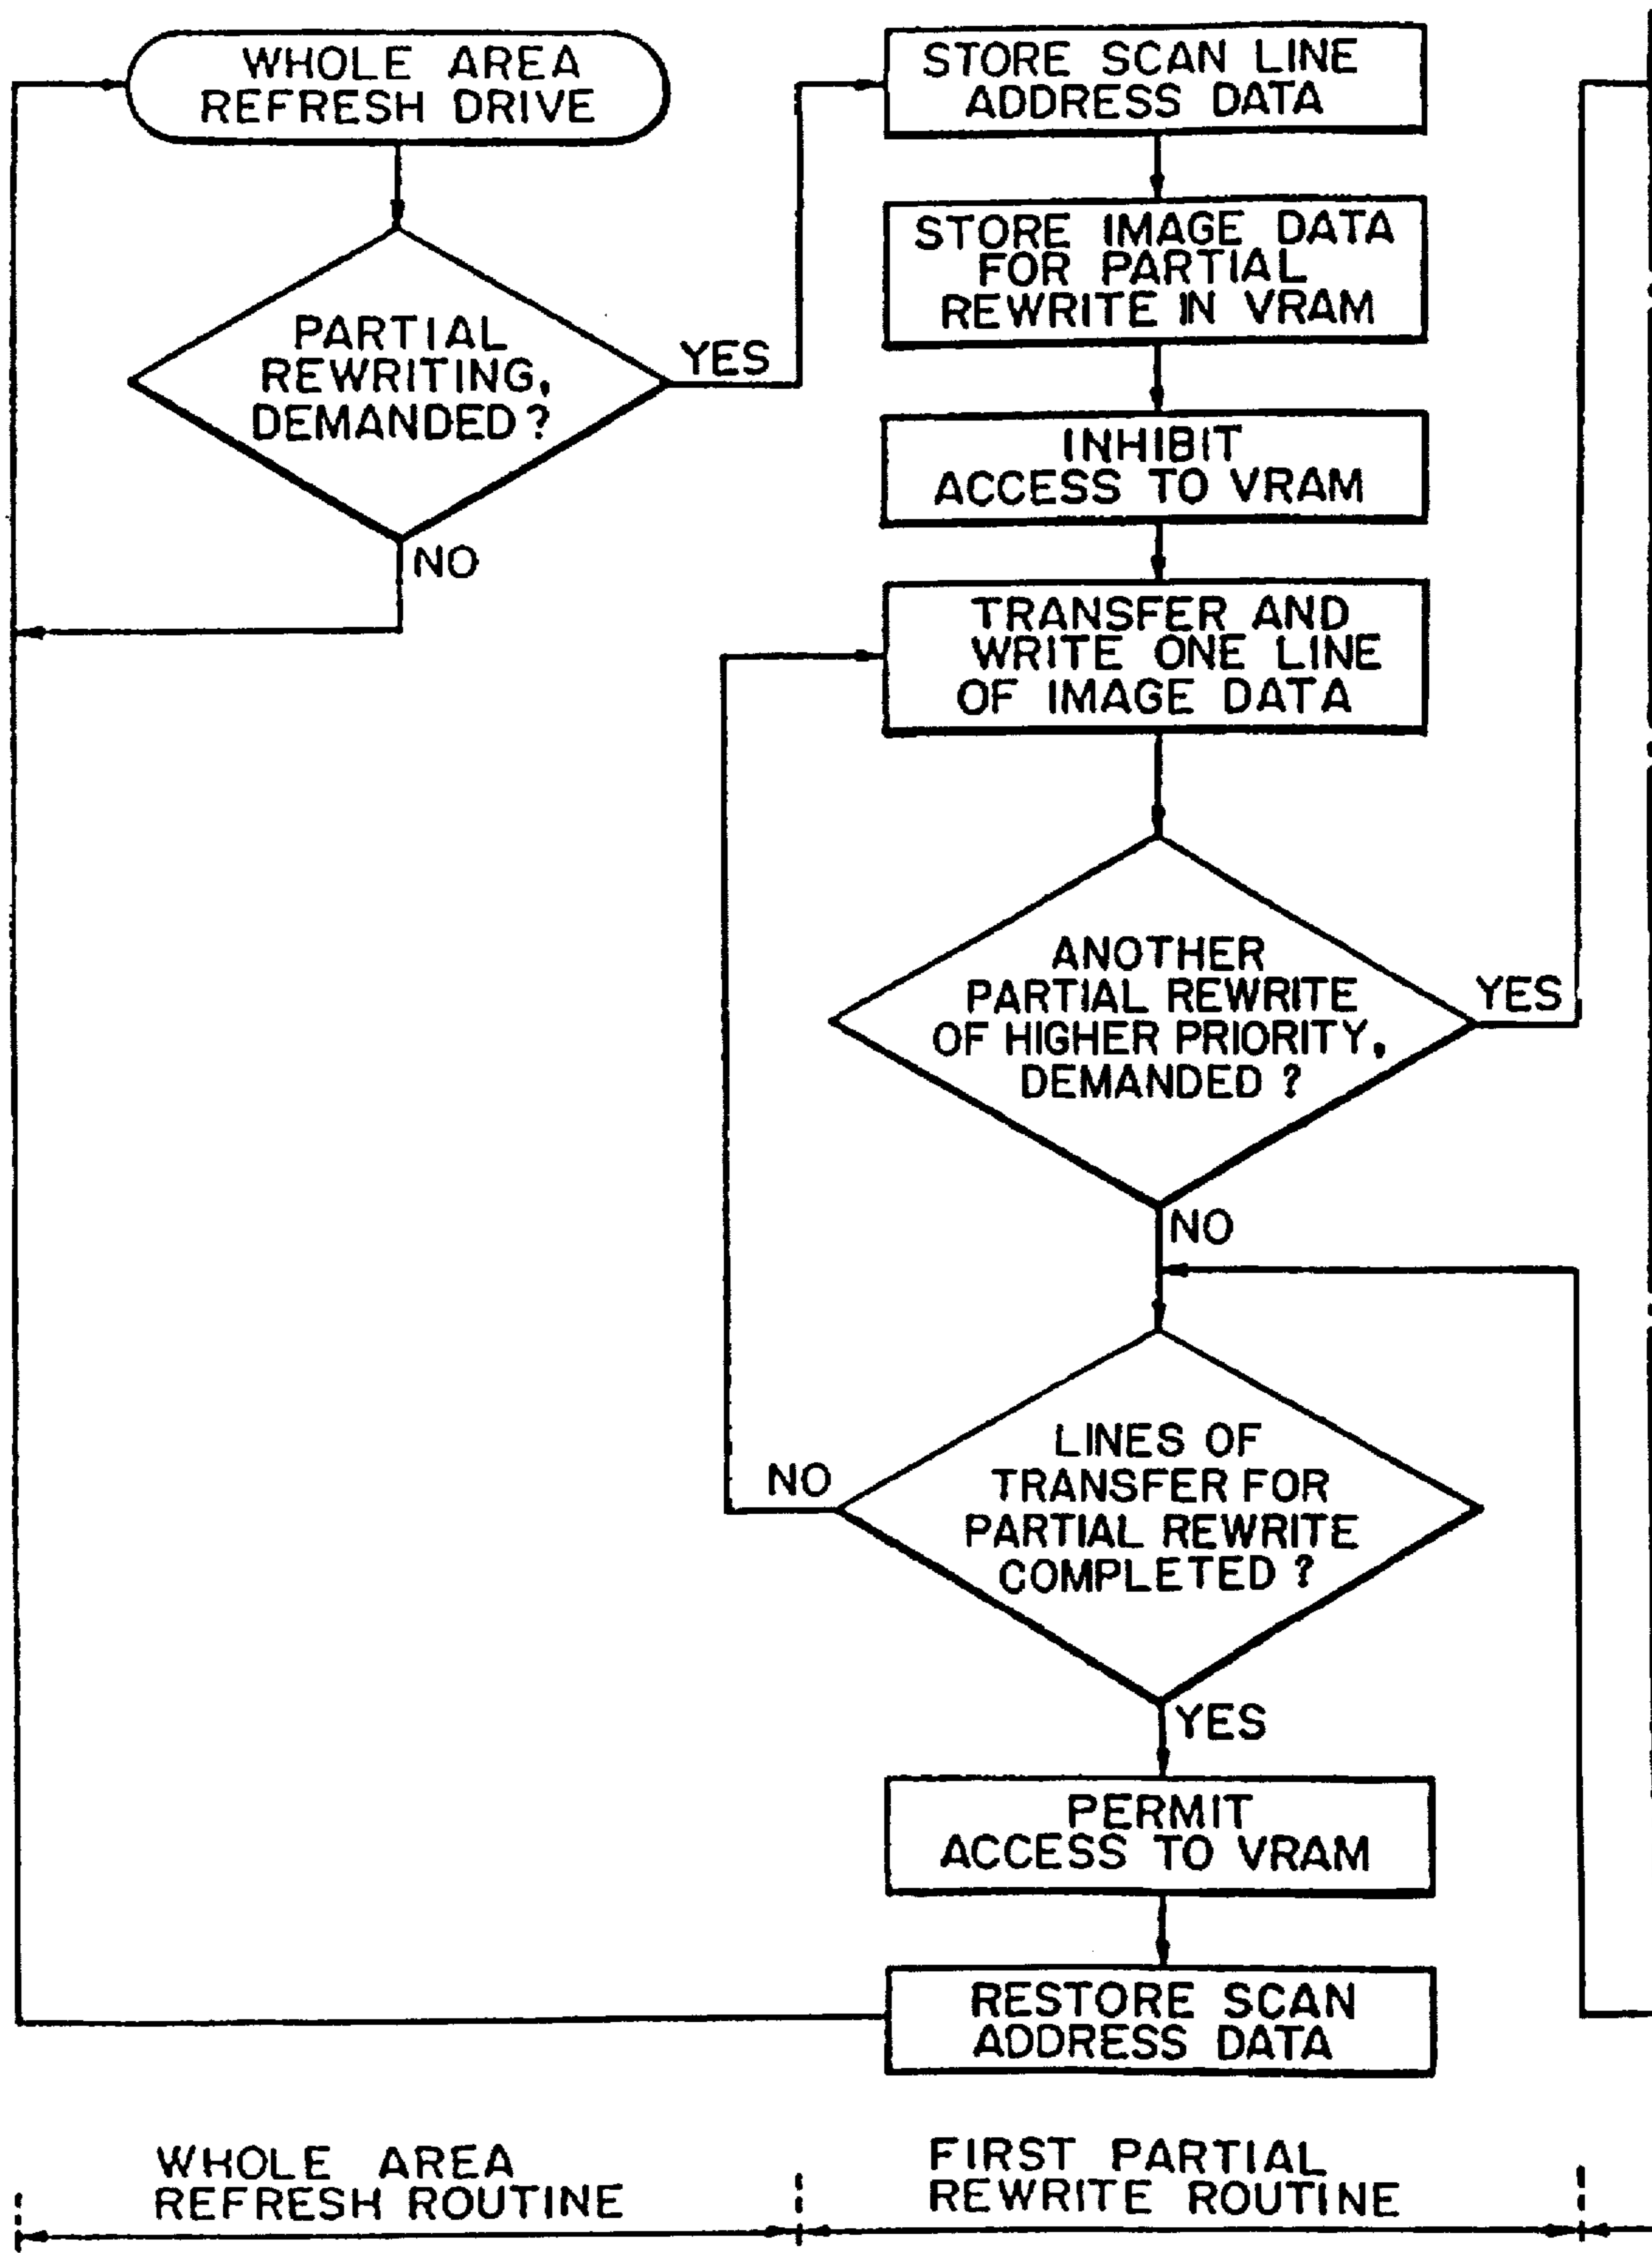 WHOLE AREA
REFRESH DRIVE
PARTIAL
REWRITING,
DEMANDED?
YES
NO
STORE SCAN LINE
ADDRESS DATA
STORE IMAGE DATA
FOR PARTIAL
REWRITE IN VRAM
INHIBIT
ACCESS TO VRAM
TRANSFER AND
WRITE ONE LINE
OF IMAGE DATA
ANOTHER
PARTIAL REWRITE
OF HIGHER PRIORITY,
DEMANDED ?
YES
NO
LINES OF
TRANSFER FOR
PARTIAL REWRITE
COMPLETED ?
NO
YES
PERMIT
ACCESS TO VRAM
RESTORE SCAN
ADDRESS DATA
WHOLE AREA
REFRESH ROUTINE
FIRST PARTIAL
REWRITE ROUTINE